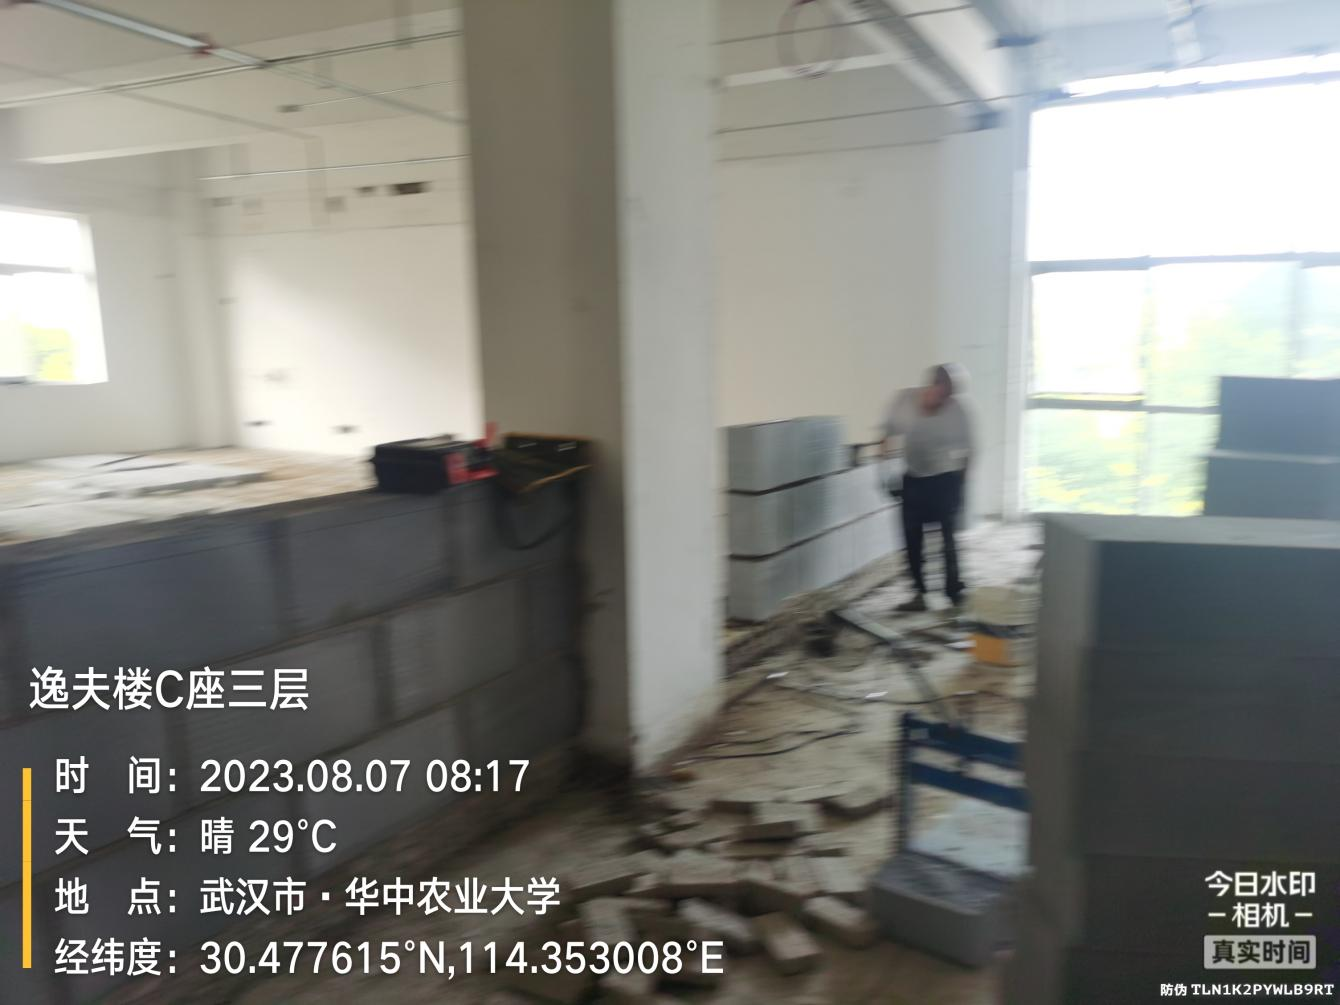 逸夫楼C座三层
时 间：2023.08.07 08:17
天 气：晴 29°C
地 点：武汉市·华中农业大学
经纬度：30.477615°N,114.353008°E
今日水印
-相机-
真实时间
防伪 TLN1K2PYWLB9RT